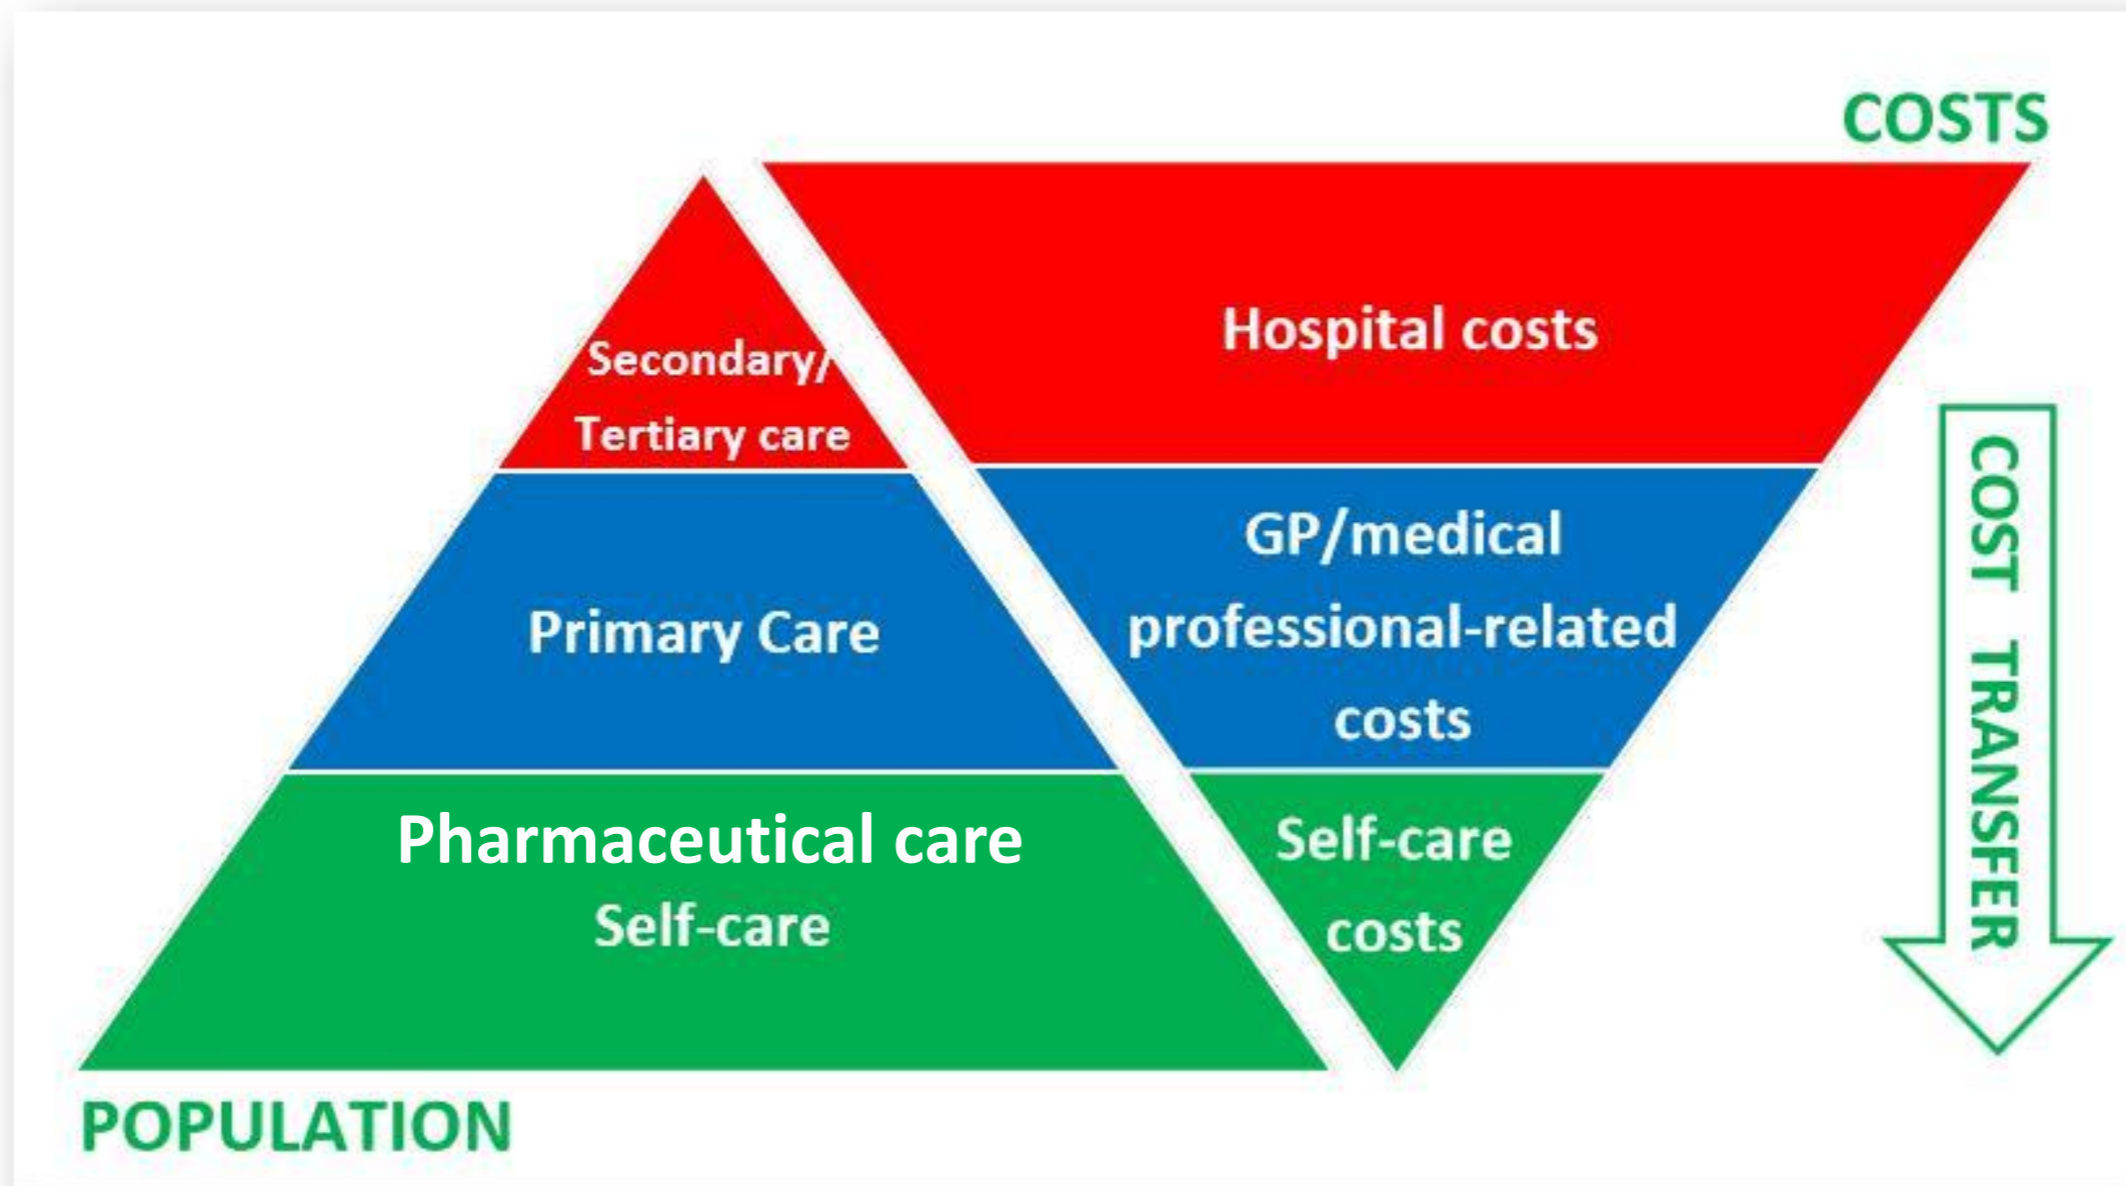 COSTS
Secondary/
Tertiary care
Hospital costs
Primary Care
GP/medical
professional-related
costs
Pharmaceutical care
Self-care
Self-care
costs
COST TRANSFER
POPULATION